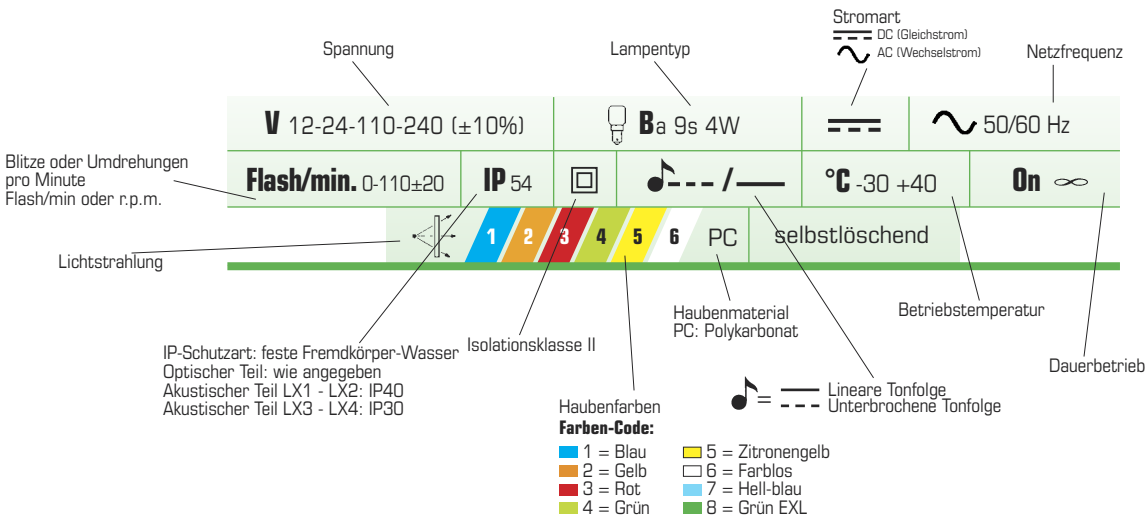 Stromart
DC (Gleichstrom)
AC (Wechselstrom)
Spannung
Lampentyp
Netzfrequenz
V 12-24-110-240 (±10%)
Ba 9s 4W
50/60 Hz
Blitze oder Umdrehungen
pro Minute
Flash/min oder r.p.m.
Flash/min. 0-110±20
IP 54
/
°C -30 +40
On ∞
Lichtstrahlung
1 2 3 4 5 6 PC
selbstlöschend
Haubenmaterial
PC: Polykarbonat
Betriebstemperatur
Isolationsklasse II
Dauerbetrieb
IP-Schutzart: feste Fremdkörper-Wasser
Optischer Teil: wie angegeben
Akustischer Teil LX1 - LX2: IP40
Akustischer Teil LX3 - LX4: IP30
= Lineare Tonfolge
Unterbrochene Tonfolge
Haubenfarben
Farben-Code:
1 = Blau
2 = Gelb
3 = Rot
4 = Grün
5 = Zitronengelb
6 = Farblos
7 = Hell-blau
8 = Grün EXL